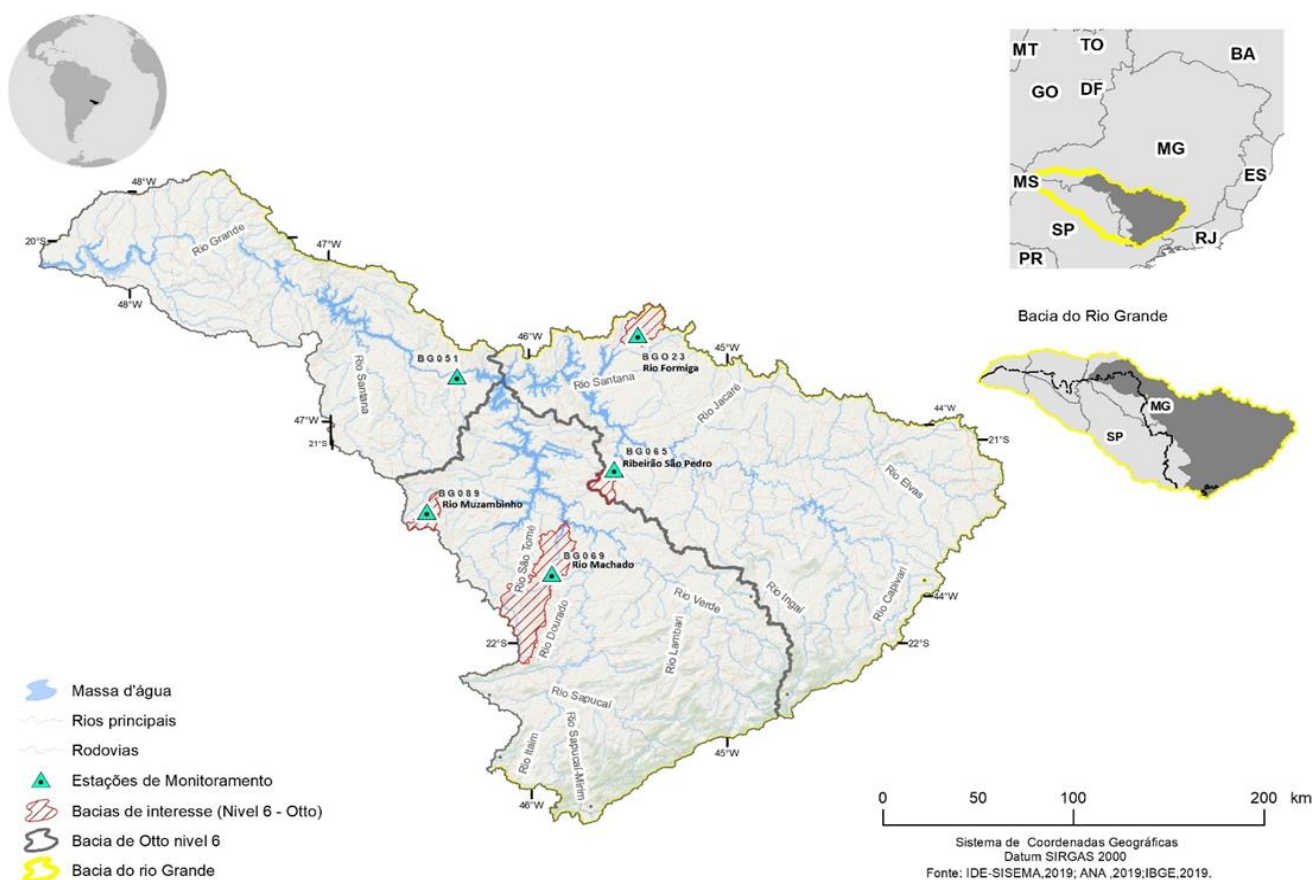 MT
TO
BA
GO
DF
MG
MS
ES
SP
RJ
PR
Bacia do Rio Grande
MG
SP
48°W
20°S
48°W
Rio Grande
47°W
46°W
BG051
BGO23
Rio Formiga
45°W
Rio Santana
Rio Santana
Rio Jacaré
47°W
21°S
44°W
21°S
BG065
Ribeirão São Pedro
Rio Elvas
BG089
Rio Muzambinho
Rio São Tomé
BG069
Rio Machado
Rio Verde
Rio Ingaí
Rio Capivari
44°W
Rio Dourado
Rio Lambari
22°S
22°S
Rio Sapucaí
Rio Sapucaí-Mirim
Rio Itaim
45°W
46°W
Massa d'água
Rios principais
Rodovias
Estações de Monitoramento
Bacias de interesse (Nivel 6 - Otto)
Bacia de Otto nivel 6
Bacia do rio Grande
0 50 100 200 km
Sistema de Coordenadas Geográficas
Datum SIRGAS 2000
Fonte: IDE-SISEMA,2019; ANA ,2019;IBGE,2019.